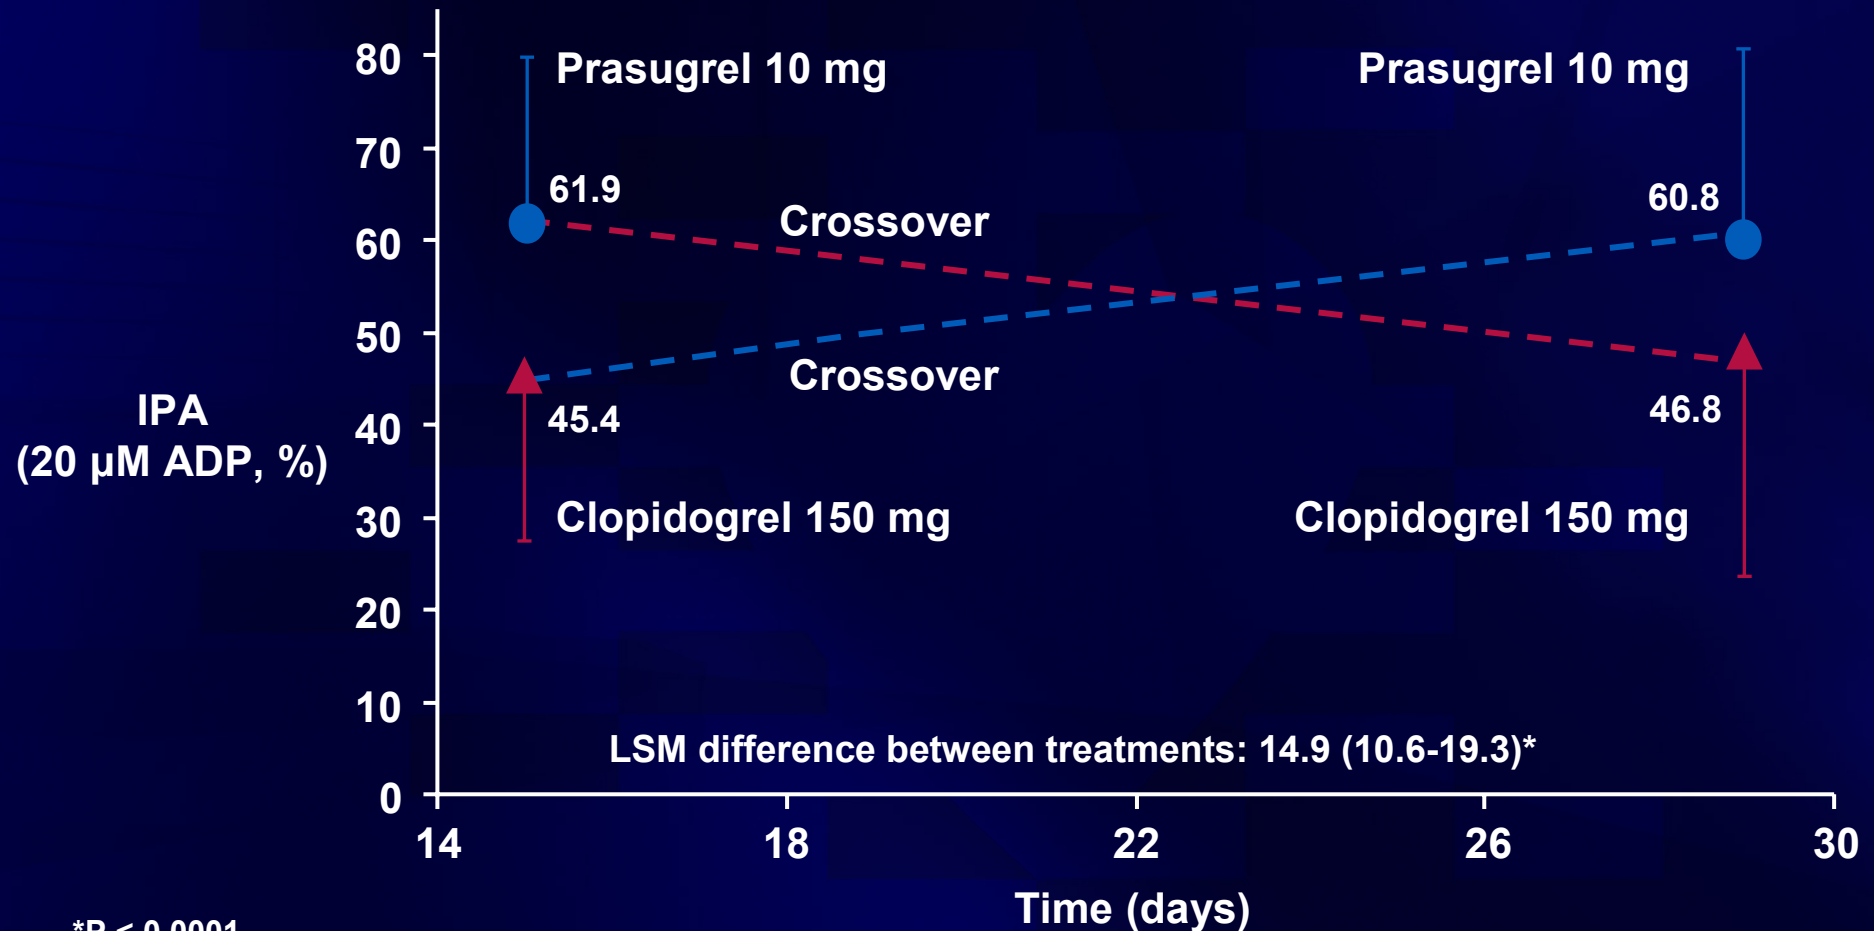 80
Prasugrel 10 mg
Prasugrel 10 mg
70
61.9
60.8
Crossover
60
50
Crossover
IPA
(20 µM ADP, %)
45.4
46.8
40
30
Clopidogrel 150 mg
Clopidogrel 150 mg
20
10
LSM difference between treatments: 14.9 (10.6-19.3)*
0
14
18
22
26
30
Time (days)
*P < 0.0001